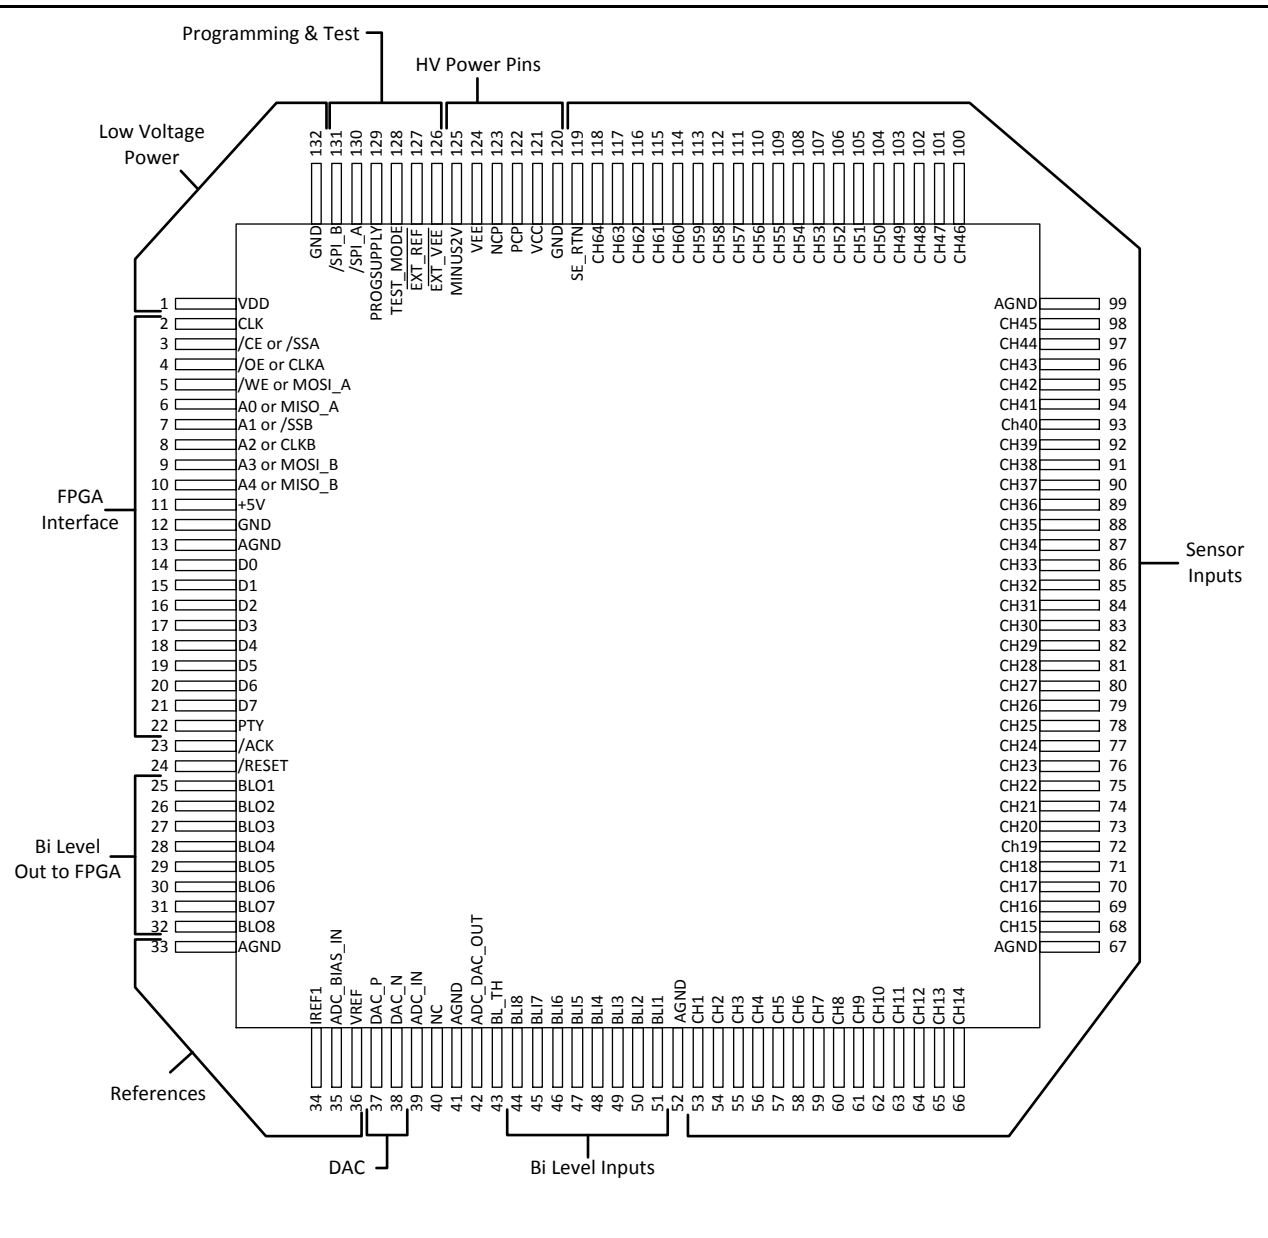 Programming & Test
HV Power Pins
Low Voltage
Power
132 131 130 129 128 127 126 125 124 123 122 121 120 119 118 117 116 115 114 113 112 111 110 109 108 107 106 105 104 103 102 101 100
GND /SPI_B /SPI_A PROGSUPPLY TEST_MODE EXT_REF EXT_VEE MINUS2V VEE NCP PCP VCC GND SE_RTN CH64 CH63 CH62 CH61 CH60 CH59 CH58 CH57 CH56 CH55 CH54 CH53 CH52 CH51 CH50 CH49 CH48 CH47 CH46
1 VDD AGND 99
2 CLK CH45 98
3 /CE or /SSA CH44 97
4 /OE or CLKA CH43 96
5 /WE or MOSI_A CH42 95
6 A0 or MISO_A CH41 94
7 A1 or /SSB Ch40 93
8 A2 or CLKB CH39 92
9 A3 or MOSI_B CH38 91
10 A4 or MISO_B CH37 90
11 +5V CH36 89
12 GND CH35 88
13 AGND CH34 87
14 D0 CH33 86
15 D1 CH32 85
16 D2 CH31 84
17 D3 CH30 83
18 D4 CH29 82
19 D5 CH28 81
20 D6 CH27 80
21 D7 CH26 79
22 PTY CH25 78
23 /ACK CH24 77
24 /RESET CH23 76
25 BLO1 CH22 75
26 BLO2 CH21 74
27 BLO3 CH20 73
28 BLO4 Ch19 72
29 BLO5 CH18 71
30 BLO6 CH17 70
31 BLO7 CH16 69
32 BLO8 CH15 68
33 AGND AGND 67
FPGA
Interface
Sensor
Inputs
Bi Level
Out to FPGA
IREF1 ADC_BIAS_IN VREF DAC_P DAC_N ADC_IN NC AGND ADC_DAC_OUT BL_TH BLI8 BLI7 BLI6 BLI5 BLI4 BLI3 BLI2 BLI1 AGND CH1 CH2 CH3 CH4 CH5 CH6 CH7 CH8 CH9 CH10 CH11 CH12 CH13 CH14
34 35 36 37 38 39 40 41 42 43 44 45 46 47 48 49 50 51 52 53 54 55 56 57 58 59 60 61 62 63 64 65 66
References
DAC
Bi Level Inputs